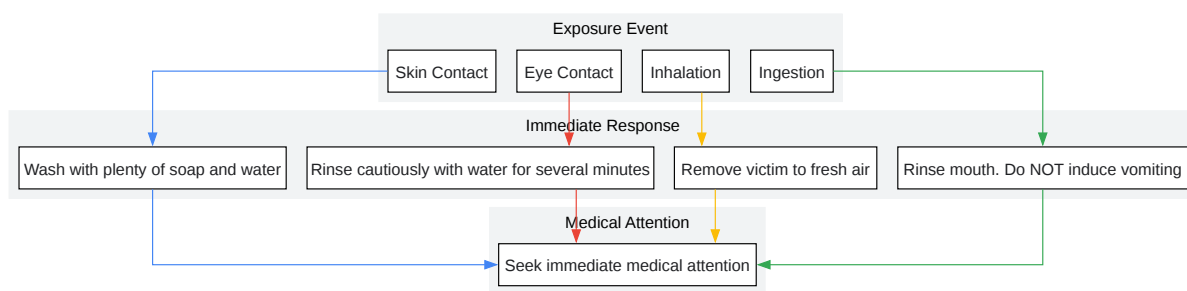 Exposure Event
Skin Contact
Eye Contact
Inhalation
Ingestion
Immediate Response
Wash with plenty of soap and water
Rinse cautiously with water for several minutes
Remove victim to fresh air
Rinse mouth. Do NOT induce vomiting
Medical Attention
Seek immediate medical attention